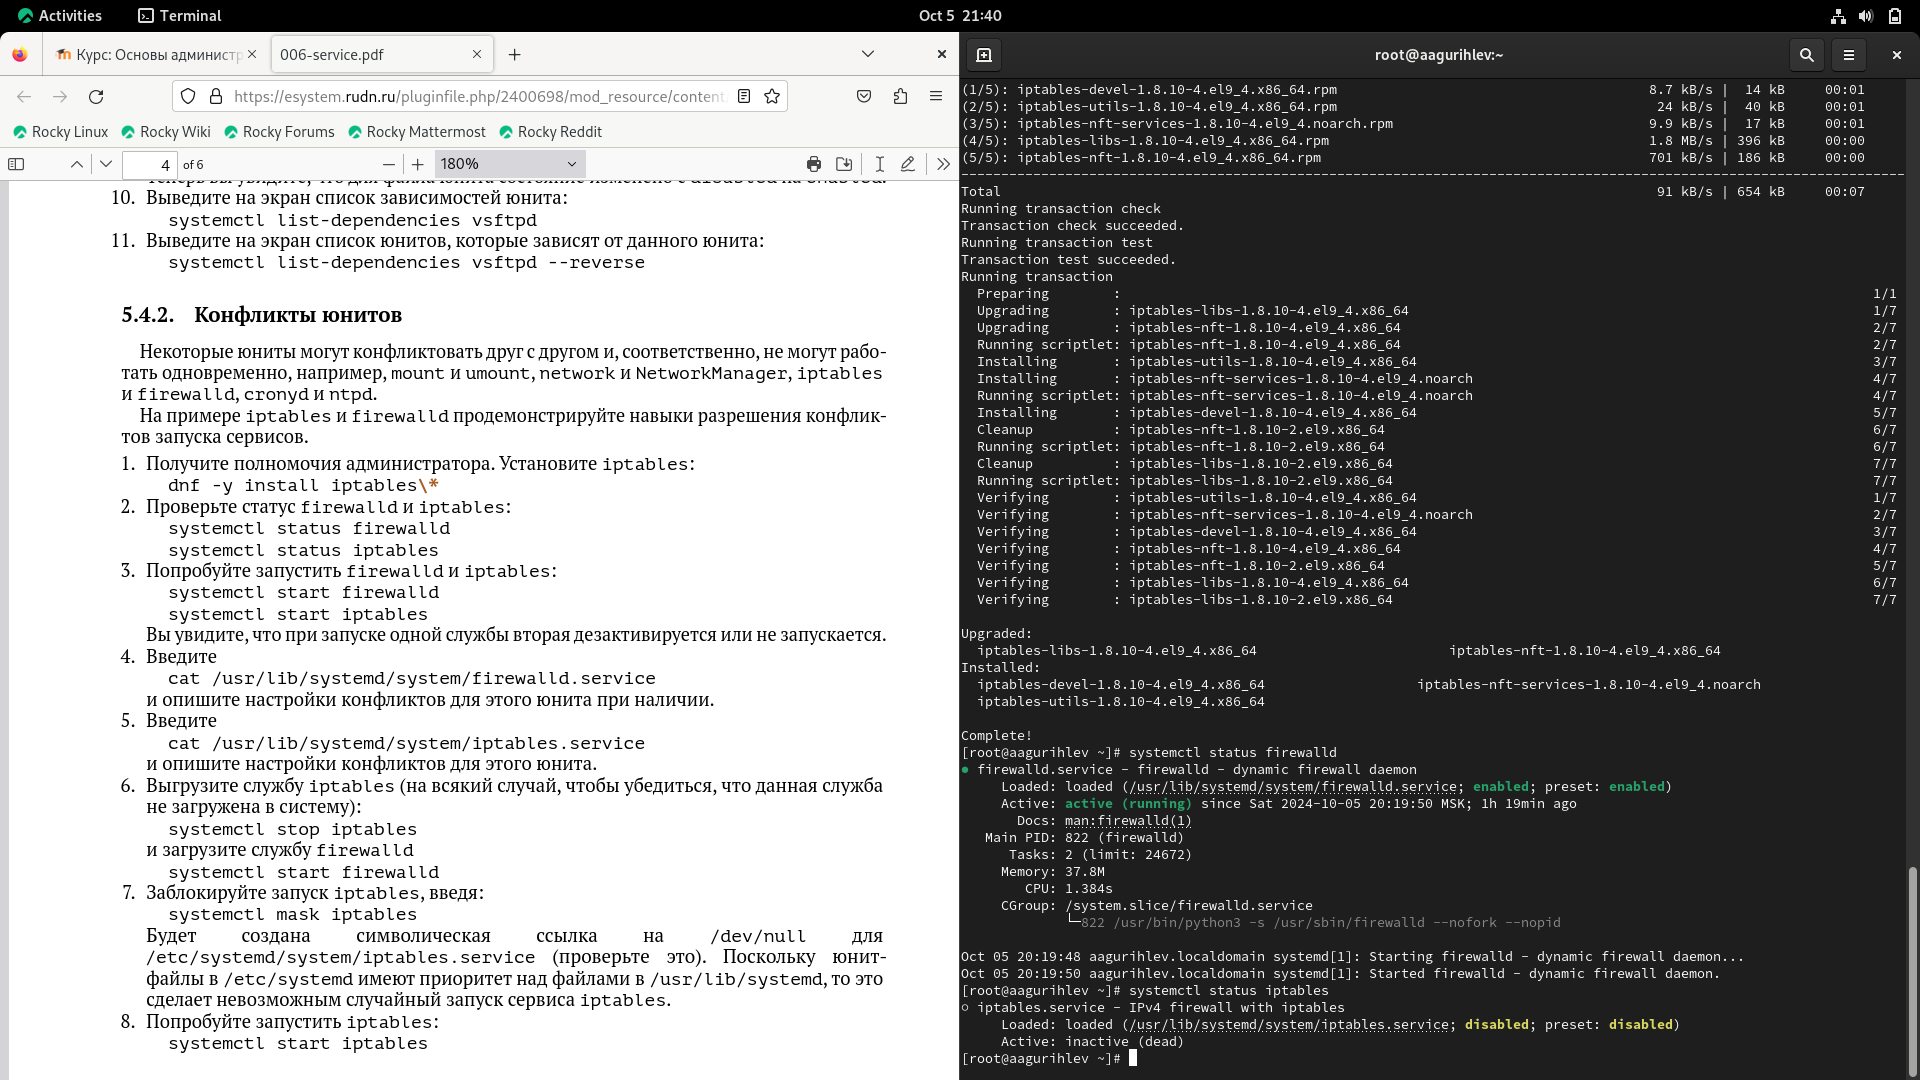 Activities
Terminal
Oct 5 21:40
Курс: Основы администр
006-service.pdf
root@aagurihlev:~
https://esystem.rudn.ru/pluginfile.php/2400698/mod_resource/content
Rocky Linux
Rocky Wiki
Rocky Forums
Rocky Mattermost
Rocky Reddit
4 of 6
180%
10. Выведите на экран список зависимостей юнита:
systemctl list-dependencies vsftpd
11. Выведите на экран список юнитов, которые зависят от данного юнита:
systemctl list-dependencies vsftpd --reverse
5.4.2. Конфликты юнитов
Некоторые юниты могут конфликтовать друг с другом и, соответственно, не могут рабо-
тать одновременно, например, mount и umount, network и NetworkManager, iptables
и firewalld, cronyd и ntpd.
На примере iptables и firewalld продемонстрируйте навыки разрешения конфлик-
тов запуска сервисов.
1. Получите полномочия администратора. Установите iptables:
dnf -y install iptables\*
2. Проверьте статус firewalld и iptables:
systemctl status firewalld
systemctl status iptables
3. Попробуйте запустить firewalld и iptables:
systemctl start firewalld
systemctl start iptables
Вы увидите, что при запуске одной службы вторая дезактивируется или не запускается.
4. Введите
cat /usr/lib/systemd/system/firewalld.service
и опишите настройки конфликтов для этого юнита при наличии.
5. Введите
cat /usr/lib/systemd/system/iptables.service
и опишите настройки конфликтов для этого юнита.
6. Выгрузите службу iptables (на всякий случай, чтобы убедиться, что данная служба
не загружена в систему):
systemctl stop iptables
и загрузите службу firewalld
systemctl start firewalld
7. Заблокируйте запуск iptables, введя:
systemctl mask iptables
Будет создана символическая ссылка на /dev/null для
/etc/systemd/system/iptables.service (проверьте это). Поскольку юнит-
файлы в /etc/systemd имеют приоритет над файлами в /usr/lib/systemd, то это
сделает невозможным случайный запуск сервиса iptables.
8. Попробуйте запустить iptables:
systemctl start iptables
(1/5): iptables-devel-1.8.10-4.el9_4.x86_64.rpm 8.7 kB/s | 14 kB 00:01
(2/5): iptables-utils-1.8.10-4.el9_4.x86_64.rpm 24 kB/s | 40 kB 00:01
(3/5): iptables-nft-services-1.8.10-4.el9_4.noarch.rpm 9.9 kB/s | 17 kB 00:01
(4/5): iptables-libs-1.8.10-4.el9_4.x86_64.rpm 1.8 MB/s | 396 kB 00:00
(5/5): iptables-nft-1.8.10-4.el9_4.x86_64.rpm 701 kB/s | 186 kB 00:00
Total 91 kB/s | 654 kB 00:07
Running transaction check
Transaction check succeeded.
Running transaction test
Transaction test succeeded.
Running transaction
Preparing : 1/1
Upgrading : iptables-libs-1.8.10-4.el9_4.x86_64 1/7
Upgrading : iptables-nft-1.8.10-4.el9_4.x86_64 2/7
Running scriptlet: iptables-nft-1.8.10-4.el9_4.x86_64 2/7
Installing : iptables-utils-1.8.10-4.el9_4.x86_64 3/7
Installing : iptables-nft-services-1.8.10-4.el9_4.noarch 4/7
Running scriptlet: iptables-nft-services-1.8.10-4.el9_4.noarch 4/7
Installing : iptables-devel-1.8.10-4.el9_4.x86_64 5/7
Cleanup : iptables-nft-1.8.10-2.el9.x86_64 6/7
Running scriptlet: iptables-nft-1.8.10-2.el9.x86_64 6/7
Cleanup : iptables-libs-1.8.10-2.el9.x86_64 7/7
Running scriptlet: iptables-libs-1.8.10-2.el9.x86_64 7/7
Verifying : iptables-utils-1.8.10-4.el9_4.x86_64 1/7
Verifying : iptables-nft-services-1.8.10-4.el9_4.noarch 2/7
Verifying : iptables-devel-1.8.10-4.el9_4.x86_64 3/7
Verifying : iptables-nft-1.8.10-4.el9_4.x86_64 4/7
Verifying : iptables-nft-1.8.10-2.el9.x86_64 5/7
Verifying : iptables-libs-1.8.10-4.el9_4.x86_64 6/7
Verifying : iptables-libs-1.8.10-2.el9.x86_64 7/7
Upgraded:
iptables-libs-1.8.10-4.el9_4.x86_64 iptables-nft-1.8.10-4.el9_4.x86_64
Installed:
iptables-devel-1.8.10-4.el9_4.x86_64 iptables-nft-services-1.8.10-4.el9_4.noarch
iptables-utils-1.8.10-4.el9_4.x86_64
Complete!
[root@aagurihlev ~]# systemctl status firewalld
● firewalld.service - firewalld - dynamic firewall daemon
Loaded: loaded (/usr/lib/systemd/system/firewalld.service; enabled; preset: enabled)
Active: active (running) since Sat 2024-10-05 20:19:50 MSK; 1h 19min ago
Docs: man:firewalld(1)
Main PID: 822 (firewalld)
Tasks: 2 (limit: 24672)
Memory: 37.8M
CPU: 1.384s
CGroup: /system.slice/firewalld.service
└─822 /usr/bin/python3 -s /usr/sbin/firewalld --nofork --nopid
Oct 05 20:19:48 aagurihlev.localdomain systemd[1]: Starting firewalld - dynamic firewall daemon...
Oct 05 20:19:50 aagurihlev.localdomain systemd[1]: Started firewalld - dynamic firewall daemon.
[root@aagurihlev ~]# systemctl status iptables
○ iptables.service - IPv4 firewall with iptables
Loaded: loaded (/usr/lib/systemd/system/iptables.service; disabled; preset: disabled)
Active: inactive (dead)
[root@aagurihlev ~]#